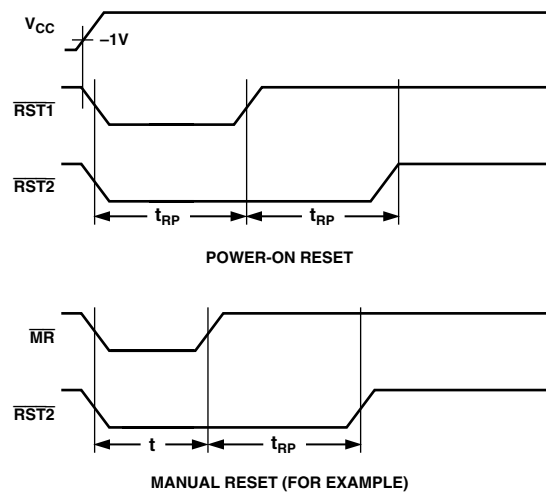 VCC
–1V
RST1
RST2
tRP tRP
POWER-ON RESET
MR
RST2
t tRP
MANUAL RESET (FOR EXAMPLE)